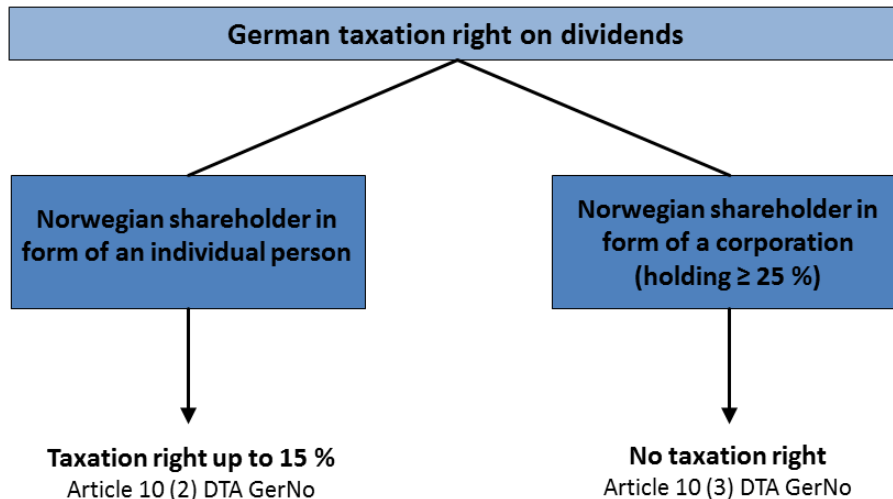 German taxation right on dividends
Norwegian shareholder in
form of an individual person
Norwegian shareholder in
form of a corporation
(holding ≥ 25 %)
Taxation right up to 15 %
Article 10 (2) DTA GerNo
No taxation right
Article 10 (3) DTA GerNo